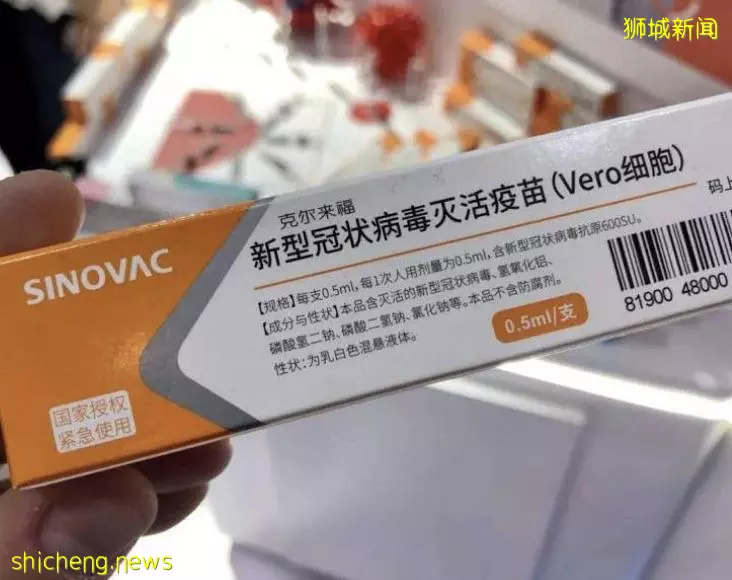 狮城新闻
克尔来福
新型冠状病毒灭活疫苗(Vero细胞)
码上
SINOVAC
【规格】每支0.5ml,每1次人用剂量为0.5ml,含新型冠状病毒抗原600SU。
【成分与性状】本品含灭活的新型冠状病毒、氢氧化铝、
磷酸氢二钠、磷酸二氢钠、氯化钠等。本品不含防腐剂。
性状:为乳白色混悬液体。
0.5ml/支
81900 48000
国家授权
紧急使用
shicheng.news